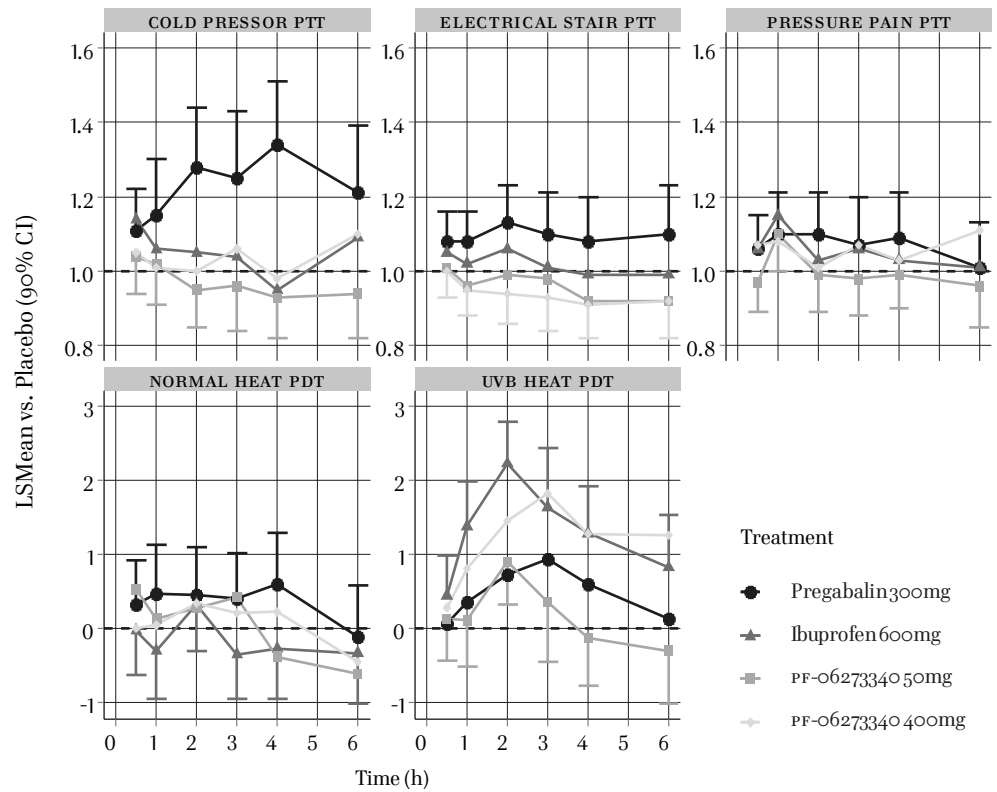 COLD PRESSOR PTT
ELECTRICAL STAIR PTT
PRESSURE PAIN PTT
1.6
1.4
1.2
1.0
0.8
1.6
1.4
1.2
1.0
0.8
1.6
1.4
1.2
1.0
0.8
LSMean vs. Placebo (90% CI)
NORMAL HEAT PDT
UVB HEAT PDT
3
2
1
0
-1
3
2
1
0
-1
0 1 2 3 4 5 6
0 1 2 3 4 5 6
Time (h)
Treatment
Pregabalin 300mg
Ibuprofen 600mg
PF-06273340 50mg
PF-06273340 400mg